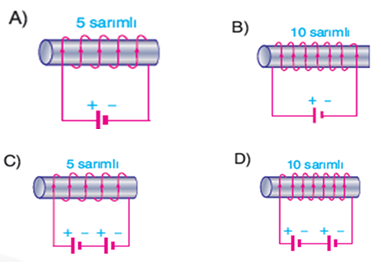 A)
5 sarımlı
+ −
B)
10 sarımlı
+ −
C)
5 sarımlı
+ − + −
D)
10 sarımlı
+ − + −